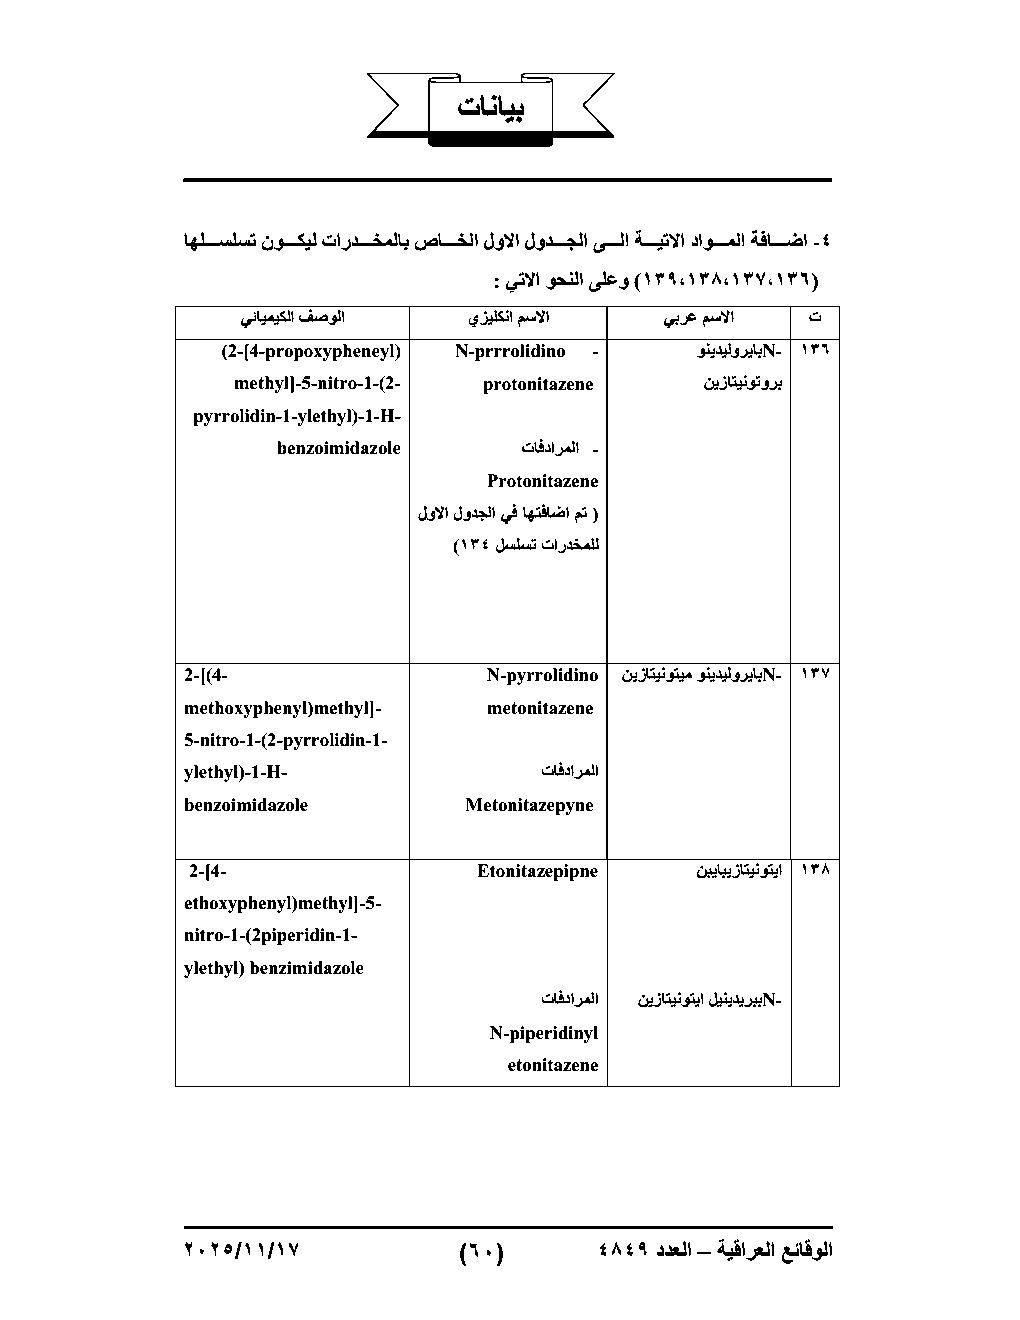 بيانات
٤- اضافة المواد الاتية الى الجدول الاول الخاص بالمخدرات ليكون تسلسلها
(١٣٦،١٣٧،١٣٨،١٣٩) وعلى النحو الاتي :
ت الاسم عربي الاسم انكليزي الوصف الكيميائي
١٣٦
-Nبايروليدينو
بروتونيتازين
N-prrrolidino -
protonitazene
- المرادفات
Protonitazene
( تم اضافتها في الجدول الاول
للمخدرات تسلسل ١٣٤)
(2-[4-propoxypheneyl)
methyl]-5-nitro-1-(2-
pyrrolidin-1-ylethyl)-1-H-
benzoimidazole
١٣٧
-Nبايروليدينو ميتونيتازين
N-pyrrolidino
metonitazene
المرادفات
Metonitazepyne
2-[(4-
methoxyphenyl)methyl]-
5-nitro-1-(2-pyrrolidin-1-
ylethyl)-1-H-
benzoimidazole
١٣٨
ايتونيتازيبايبن
-Nبيريدينيل ايتونيتازين
Etonitazepipne
المرادفات
N-piperidinyl
etonitazene
2-[4-
ethoxyphenyl)methyl]-5-
nitro-1-(2piperidin-1-
ylethyl) benzimidazole
الوقائع العراقية – العدد ٤٨٤٩ (٦٠) ٢٠٢٥/١١/١٧